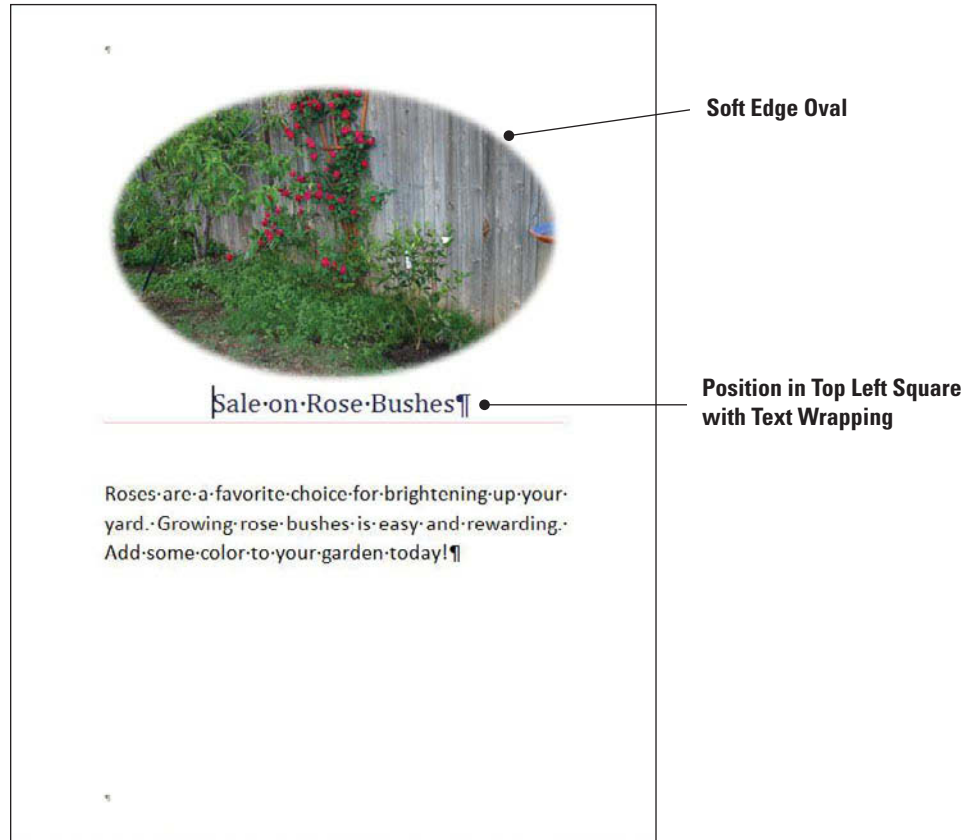 ¶
Soft Edge Oval
Sale·on·Rose·Bushes¶
Position in Top Left Square
with Text Wrapping
Roses·are·a·favorite·choice·for·brightening·up·your·
yard.·Growing·rose·bushes·is·easy·and·rewarding.·
Add·some·color·to·your·garden·today!¶
¶